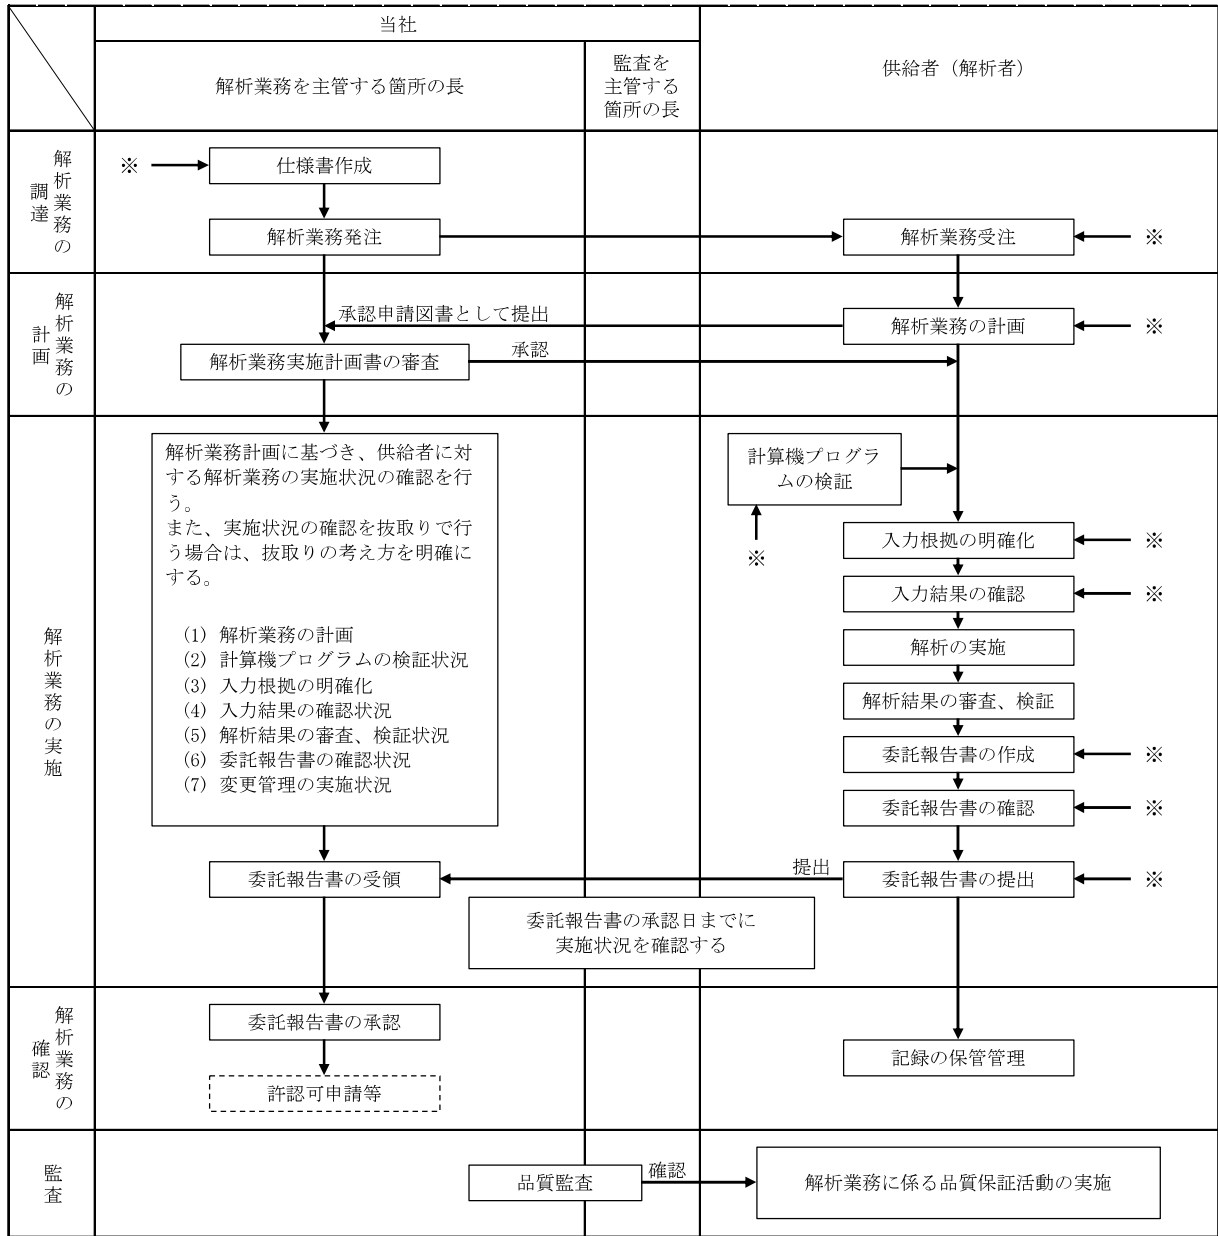 当社
解析業務を主管する箇所の長
監査を
主管する
箇所の長
供給者（解析者）
解析業務の
調達
※
仕様書作成
解析業務発注
解析業務受注
※
解析業務の
計画
承認申請図書として提出
解析業務の計画
※
解析業務実施計画書の審査
承認
解析業務の実施
解析業務計画に基づき、供給者に対
する解析業務の実施状況の確認を行
う。
また、実施状況の確認を抜取りで行
う場合は、抜取りの考え方を明確に
する。
(1) 解析業務の計画
(2) 計算機プログラムの検証状況
(3) 入力根拠の明確化
(4) 入力結果の確認状況
(5) 解析結果の審査、検証状況
(6) 委託報告書の確認状況
(7) 変更管理の実施状況
計算機プログラ
ムの検証
※
入力根拠の明確化
※
入力結果の確認
※
解析の実施
解析結果の審査、検証
委託報告書の作成
※
委託報告書の確認
※
委託報告書の受領
提出
委託報告書の提出
※
委託報告書の承認日までに
実施状況を確認する
解析業務の
確認
委託報告書の承認
記録の保管管理
許認可申請等
監査
品質監査
確認
解析業務に係る品質保証活動の実施